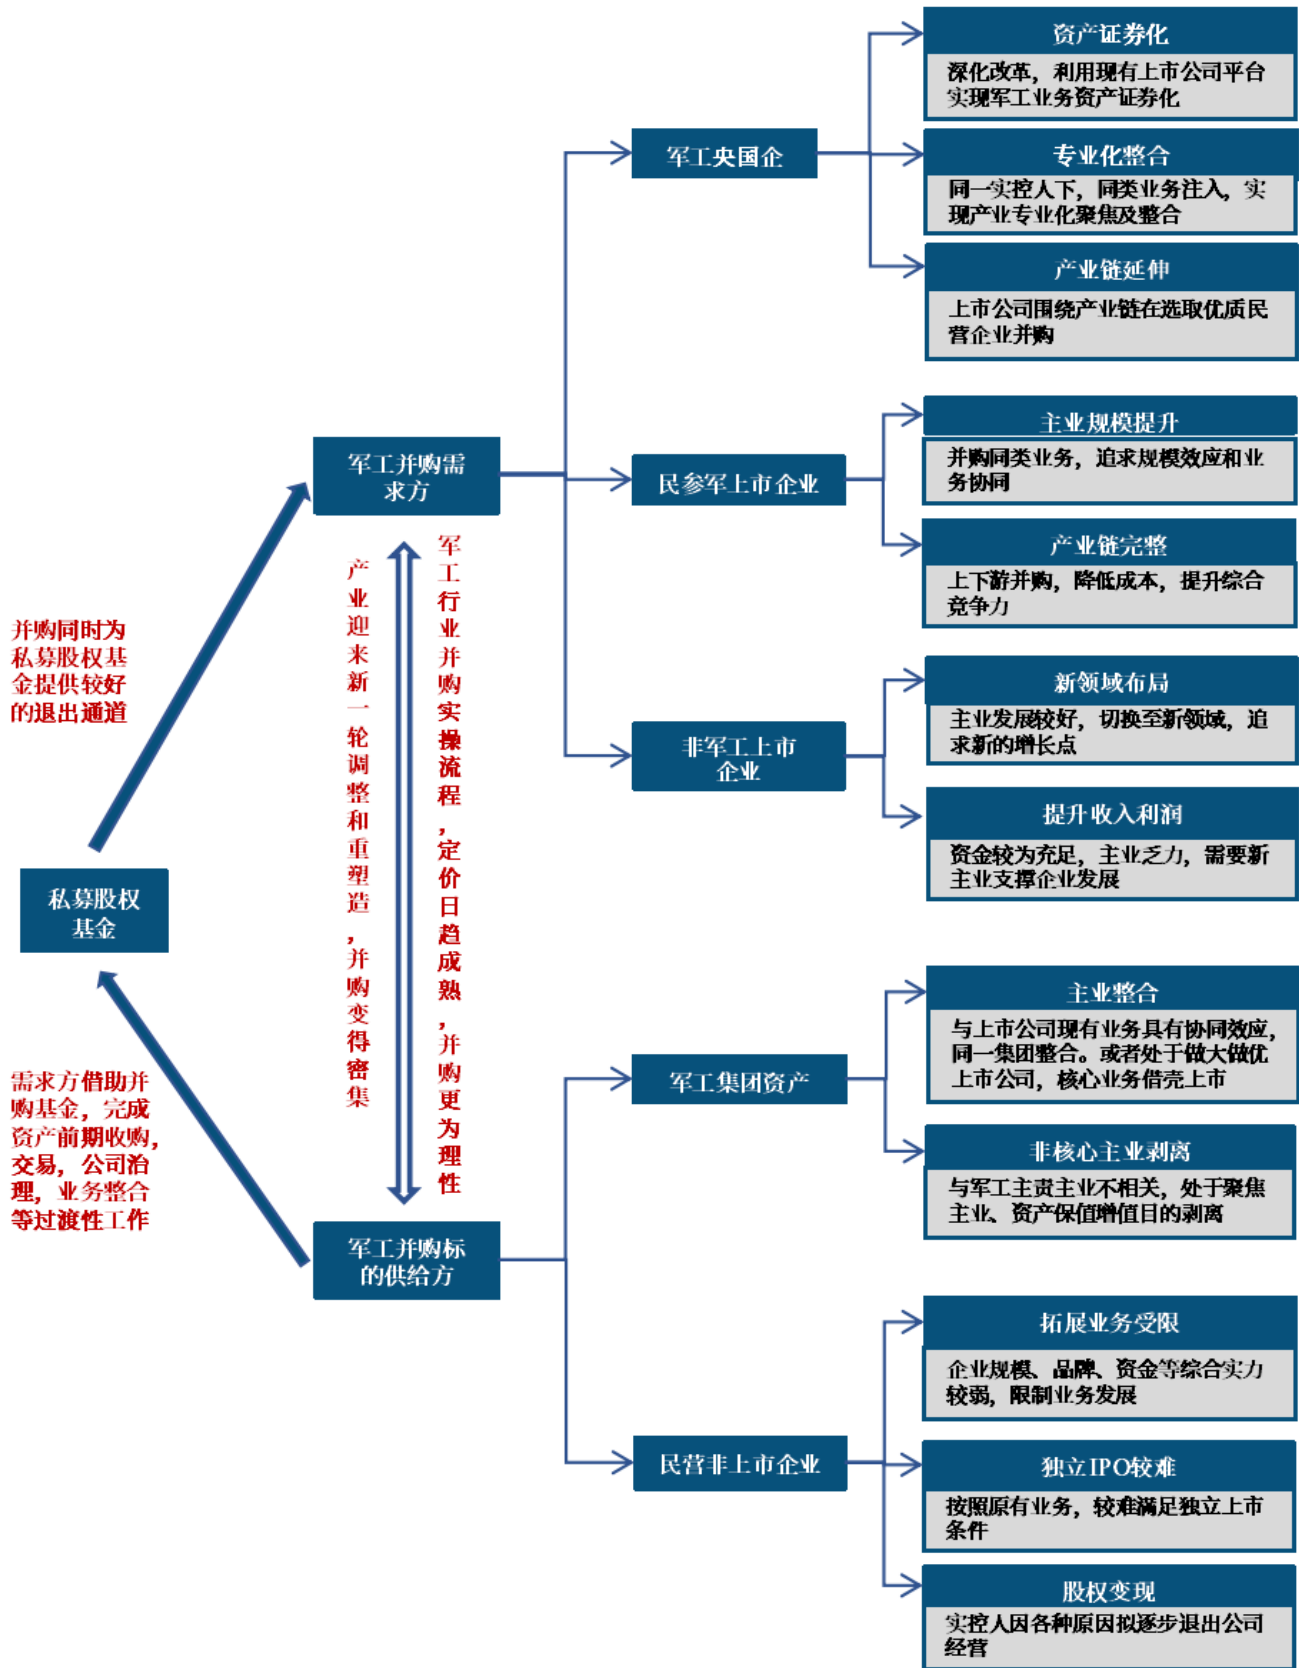 资产证券化
深化改革，利用现有上市公司平台
实现军工业务资产证券化
军工央国企
专业化整合
同一实控人下，同类业务注入，实
现产业专业化聚焦及整合
产业链延伸
上市公司围绕产业链在选取优质民
营企业并购
军工并购需
求方
主业规模提升
并购同类业务，追求规模效应和业
务协同
民参军上市企业
产业链完整
上下游并购，降低成本，提升综合
竞争力
新领域布局
主业发展较好，切换至新领域，追
求新的增长点
非军工上市
企业
提升收入利润
资金较为充足，主业乏力，需要新
主业支撑企业发展
并购同时为
私募股权基
金提供较好
的退出通道
军工行业并购实操流程，定价日趋成熟，并购更为理性
产业迎来新一轮调整和重塑造，并购变得密集
私募股权
基金
需求方借助并
购基金，完成
资产前期收购，
交易，公司治
理，业务整合
等过渡性工作
主业整合
与上市公司现有业务具有协同效应，
同一集团整合。或者处于做大做优
上市公司，核心业务借壳上市
军工集团资产
非核心主业剥离
与军工主责主业不相关，处于聚焦
主业、资产保值增值目的剥离
军工并购标
的供给方
拓展业务受限
企业规模、品牌、资金等综合实力
较弱，限制业务发展
民营非上市企业
独立IPO较难
按照原有业务，较难满足独立上市
条件
股权变现
实控人因各种原因拟逐步退出公司
经营